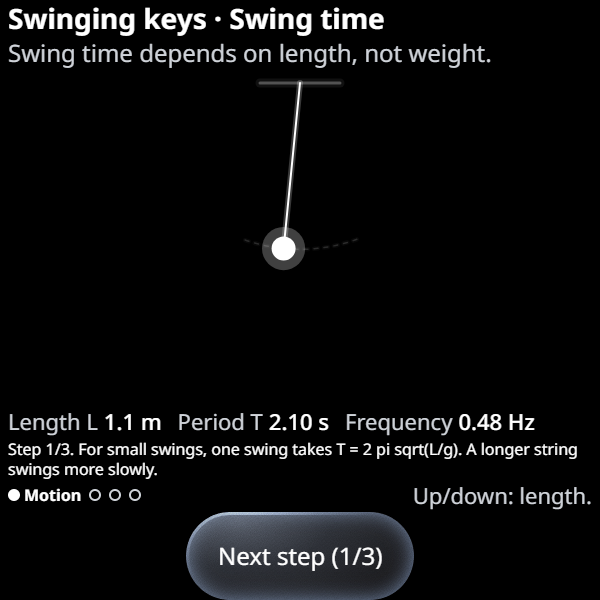 Swinging keys · Swing time
Swing time depends on length, not weight.
Length L 1.1 m Period T 2.10 s Frequency 0.48 Hz
Step 1/3. For small swings, one swing takes T = 2 pi sqrt(L/g). A longer string
swings more slowly.
Motion
Up/down: length.
Next step (1/3)